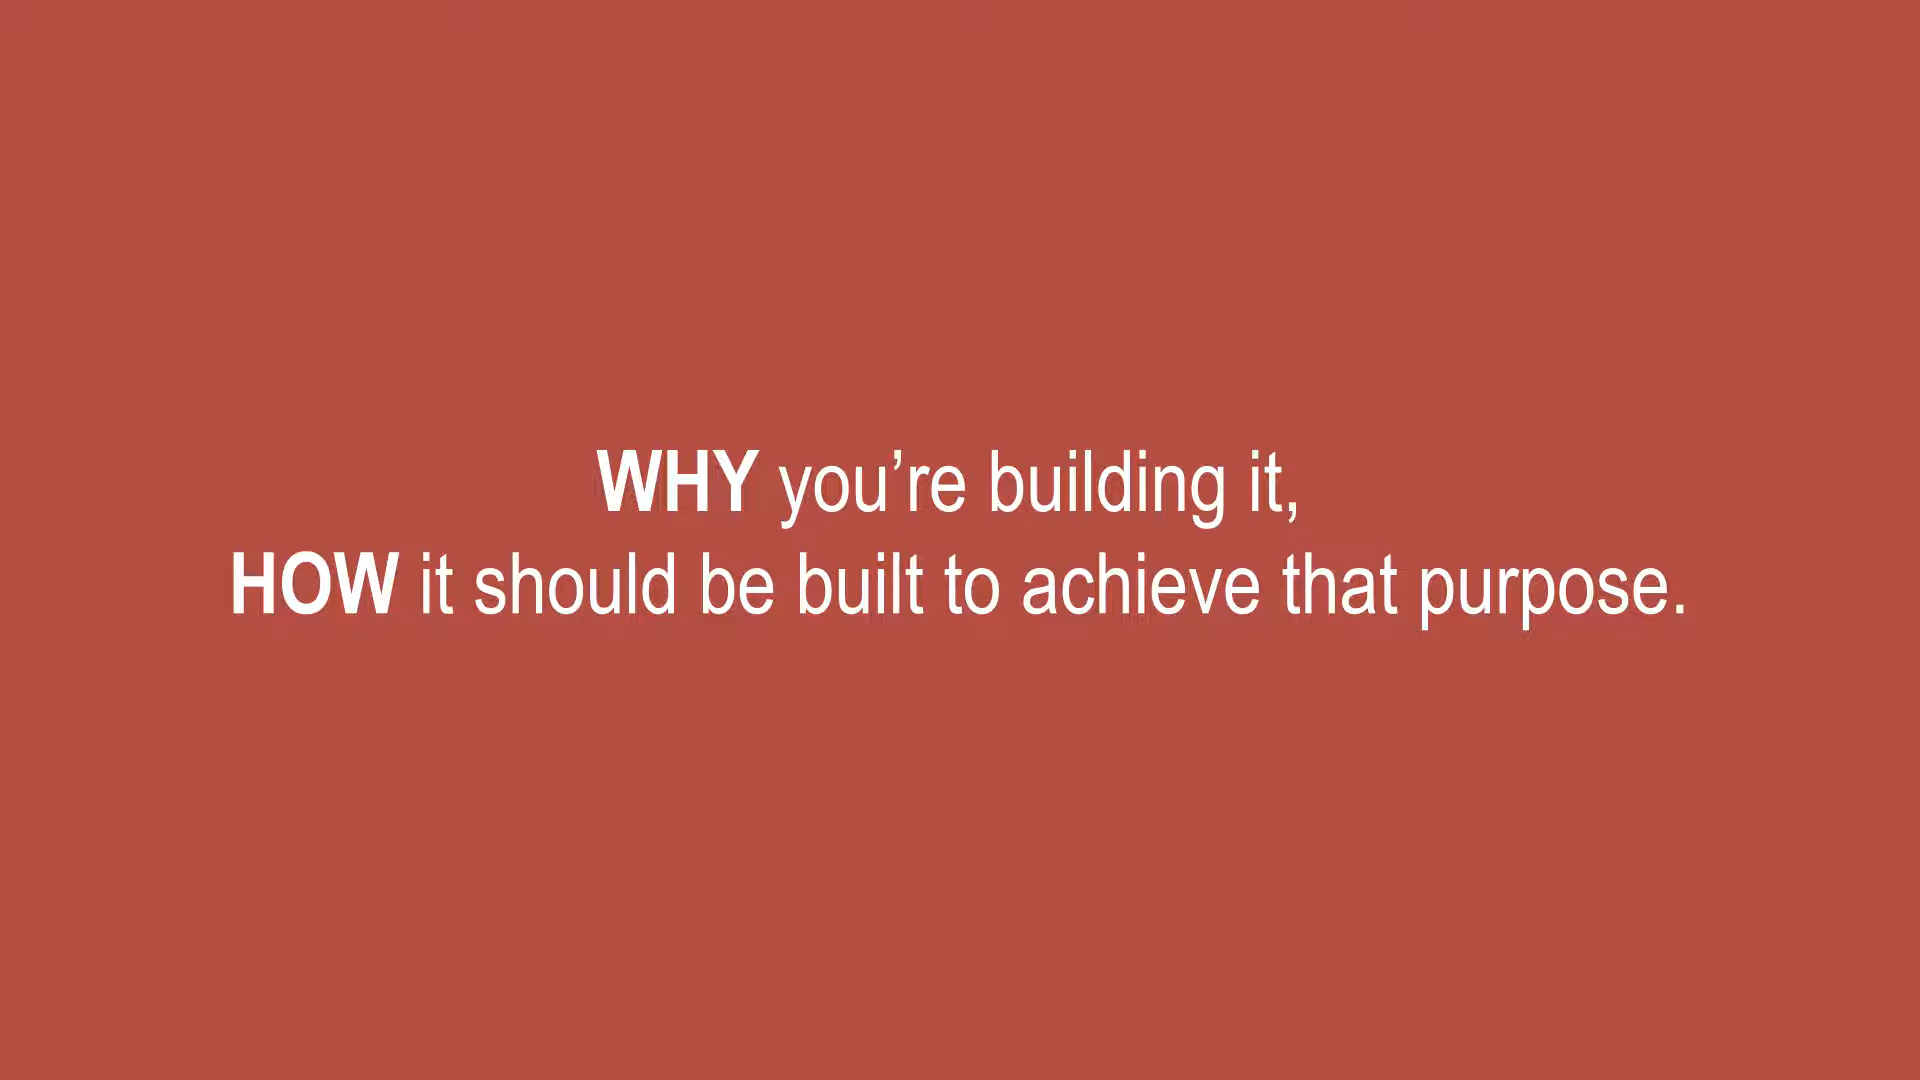 WHY you’re building it,
HOW it should be built to achieve that purpose.